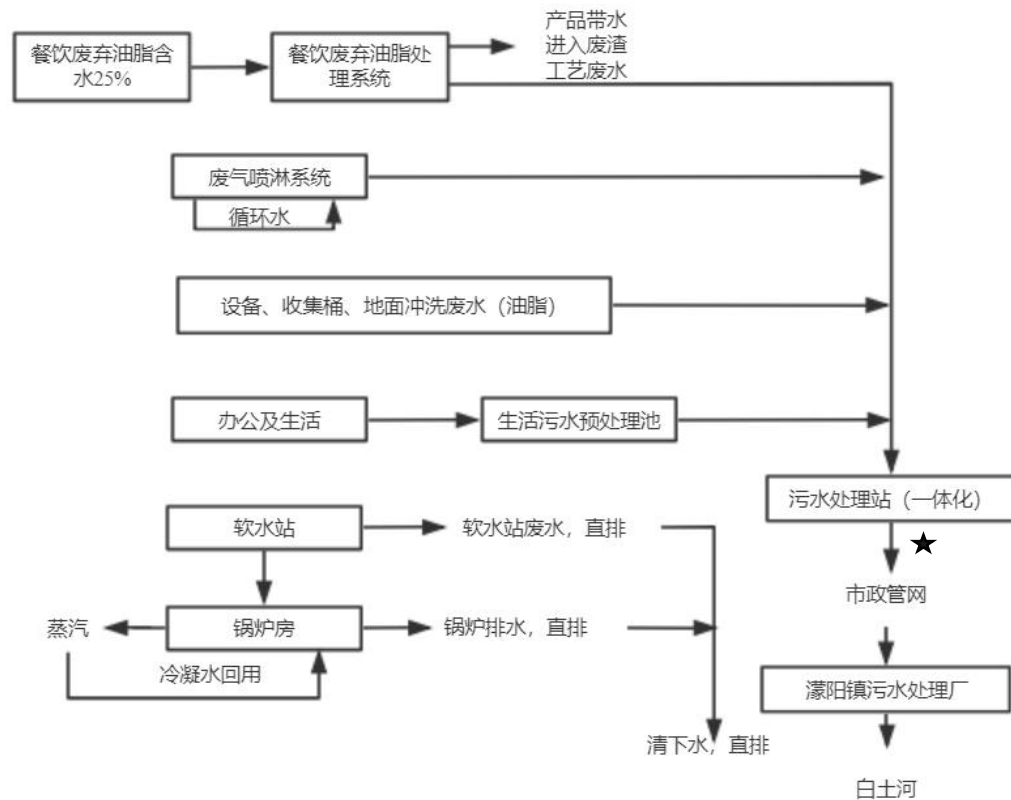 产品带水
进入废渣
工艺废水
餐饮废弃油脂含
水25%
餐饮废弃油脂处
理系统
废气喷淋系统
循环水
设备、收集桶、地面冲洗废水（油脂）
办公及生活
生活污水预处理池
污水处理站（一体化）
软水站
软水站废水，直排
市政管网
蒸汽
锅炉房
锅炉排水，直排
冷凝水回用
濛阳镇污水处理厂
清下水，直排
白土河